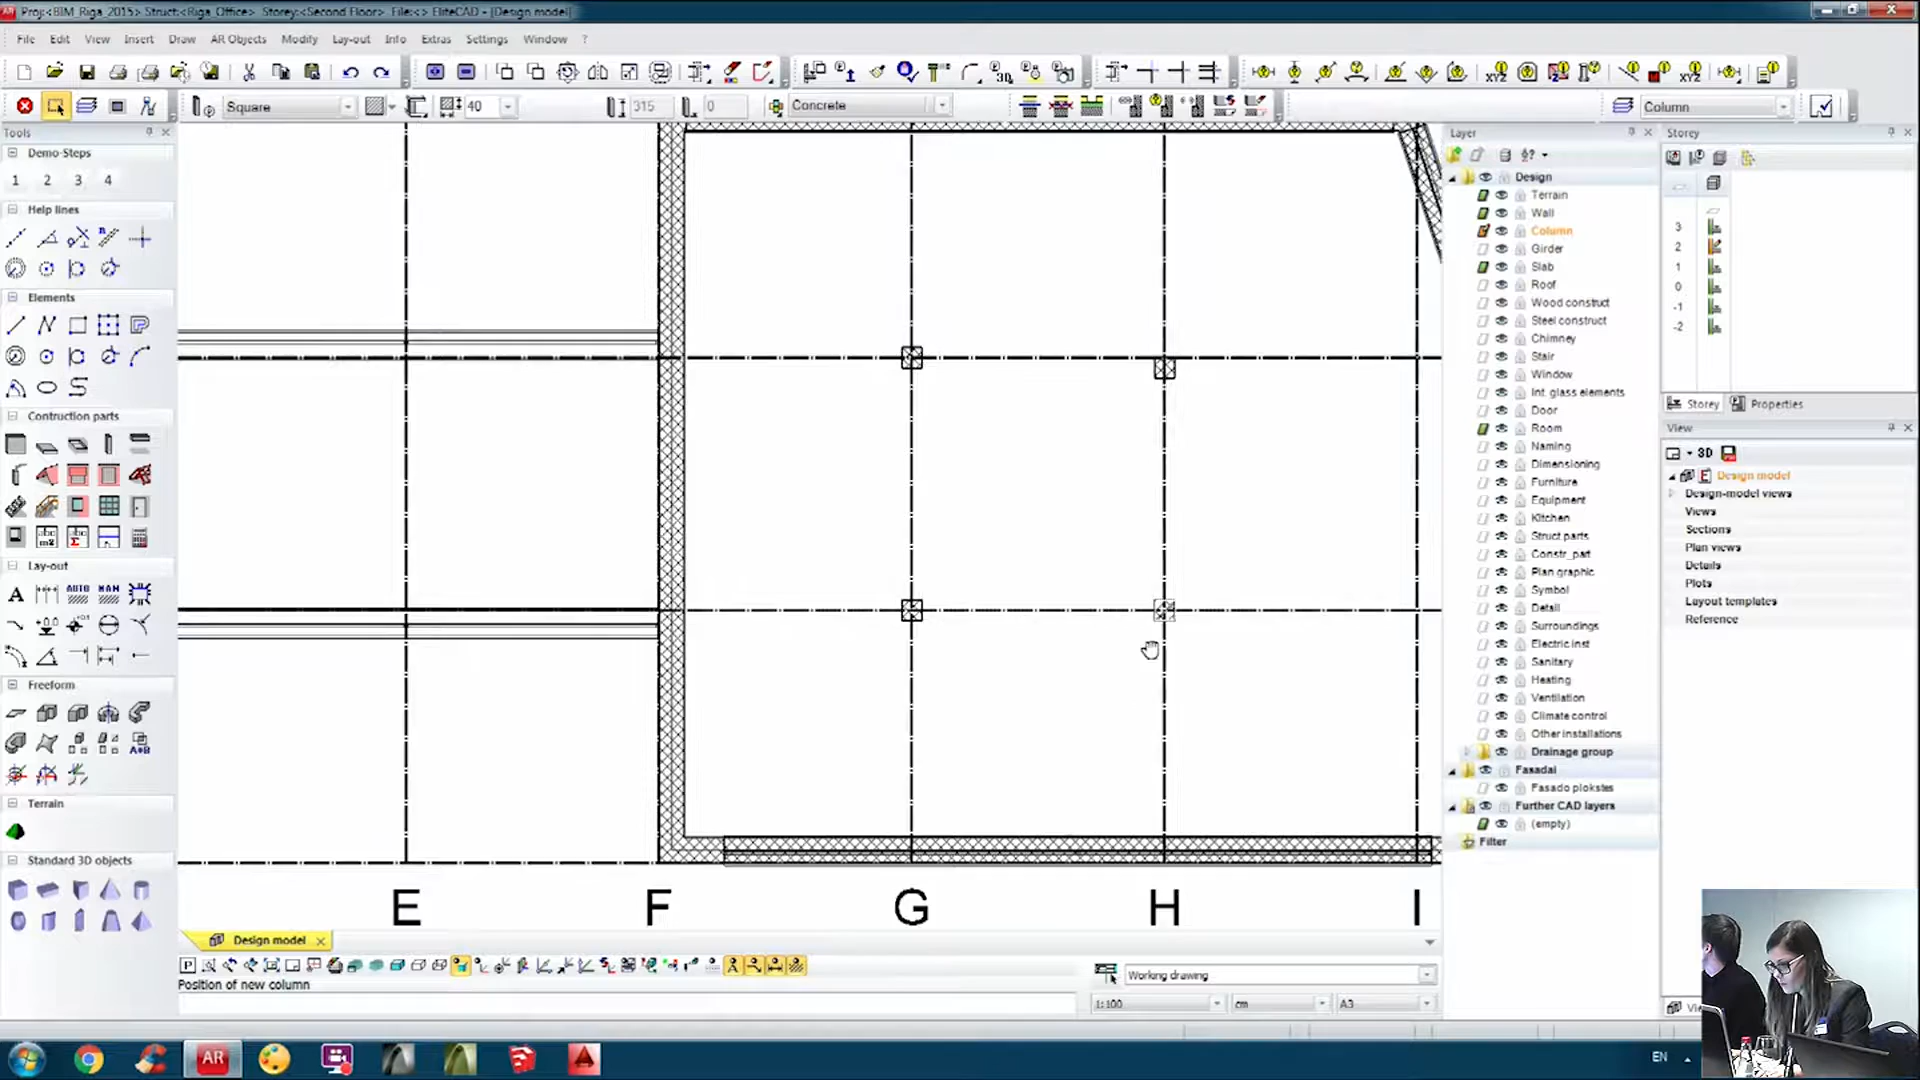 AR Proj:<BIM_Riga_2015> Struct:<Riga_Office> Storey:<Second Floor> File:<> EliteCAD - [Design model]
File Edit View Insert Draw AR Objects Modify Lay-out Info Extras Settings Window ?
Square 40 315 0 Concrete Column
Tools
Demo-Steps
1 2 3 4
Help lines
Elements
Contruction parts
Lay-out
A AUTO MAN
Freeform
Terrain
Standard 3D objects
E F G H I
Design model
Position of new column
Working drawing
1:100 cm A3
Layer
Design
Terrain
Wall
Column
Girder
Slab
Roof
Wood construct
Steel construct
Chimney
Stair
Window
Int. glass elements
Door
Room
Naming
Dimensioning
Furniture
Equipment
Kitchen
Struct parts
Constr_part
Plan graphic
Symbol
Detail
Surroundings
Electric inst
Sanitary
Heating
Ventilation
Climate control
Other installations
Drainage group
Fasadai
Fasado plokstes
Further CAD layers
(empty)
Filter
Storey
3
2
1
0
-1
-2
Storey Properties
View
3D
E Design model
Design-model views
Views
Sections
Plan views
Details
Plots
Layout templates
Reference
AR
EN